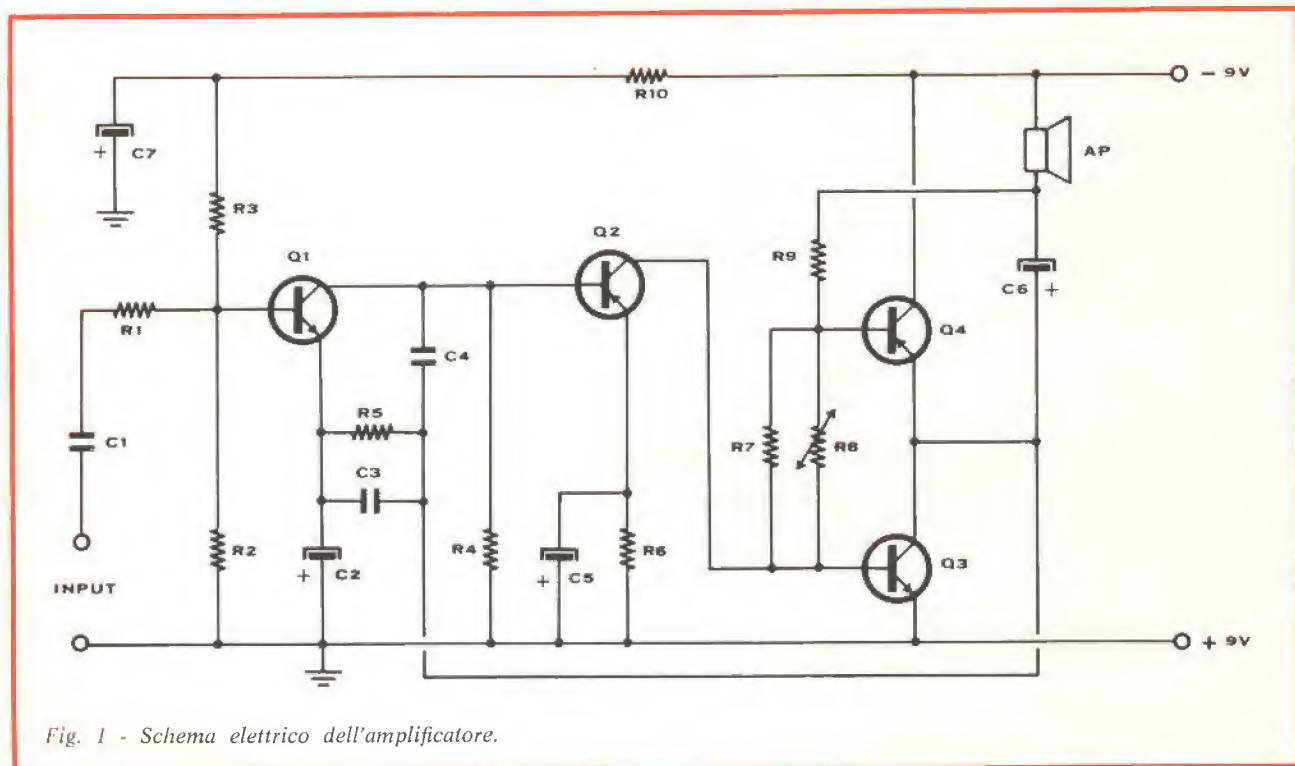 - 9V
R10
C7
+
AP
R3
Q2
Q1
R9
C6
+
R1
Q4
C4
R5
C1
R7
R8
C3
R2
R4
R6
Q3
C2
+
C5
+
INPUT
+ 9V
Fig. 1 - Schema elettrico dell'amplificatore.